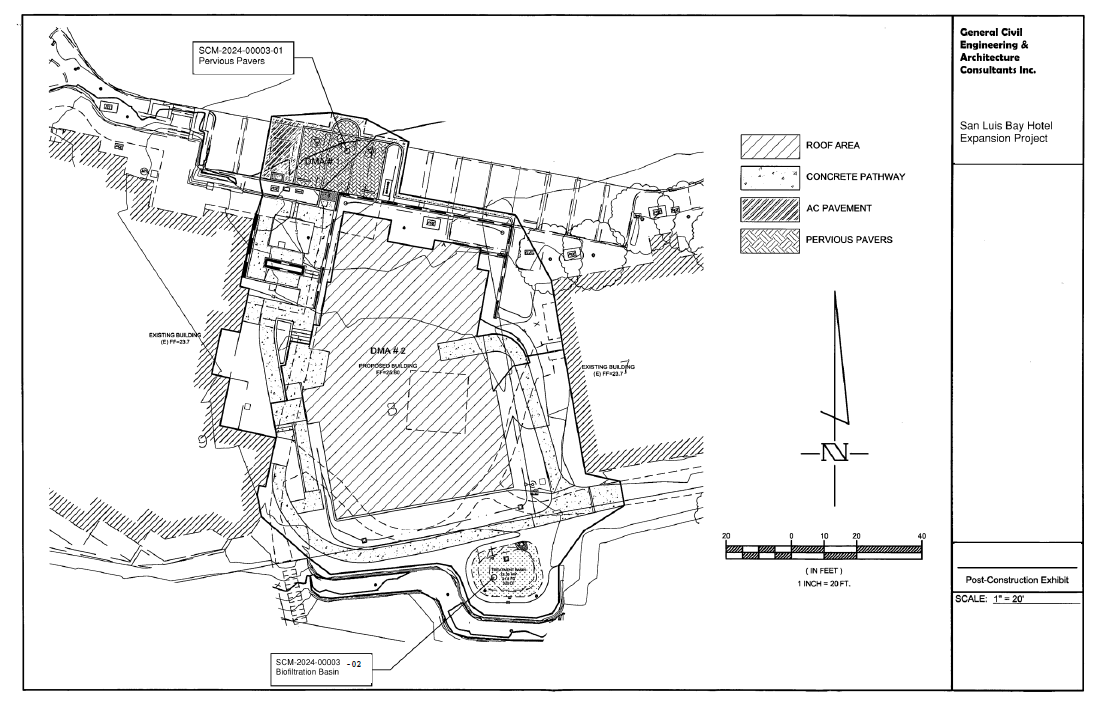 SCM-2024-00003-01
Pervious Pavers
DMA #
EXISTING BUILDING
(E) FF=23.7
DMA # 2
PROPOSED BUILDING
EXISTING BUILDING
(E) FF=23.7
SCM-2024-00003 -02
Biofiltration Basin
ROOF AREA
CONCRETE PATHWAY
AC PAVEMENT
PERVIOUS PAVERS
N
20 0 10 20 40
( IN FEET )
1 INCH = 20 FT.
General Civil
Engineering &
Architecture
Consultants Inc.
San Luis Bay Hotel
Expansion Project
Post-Construction Exhibit
SCALE: 1" = 20'